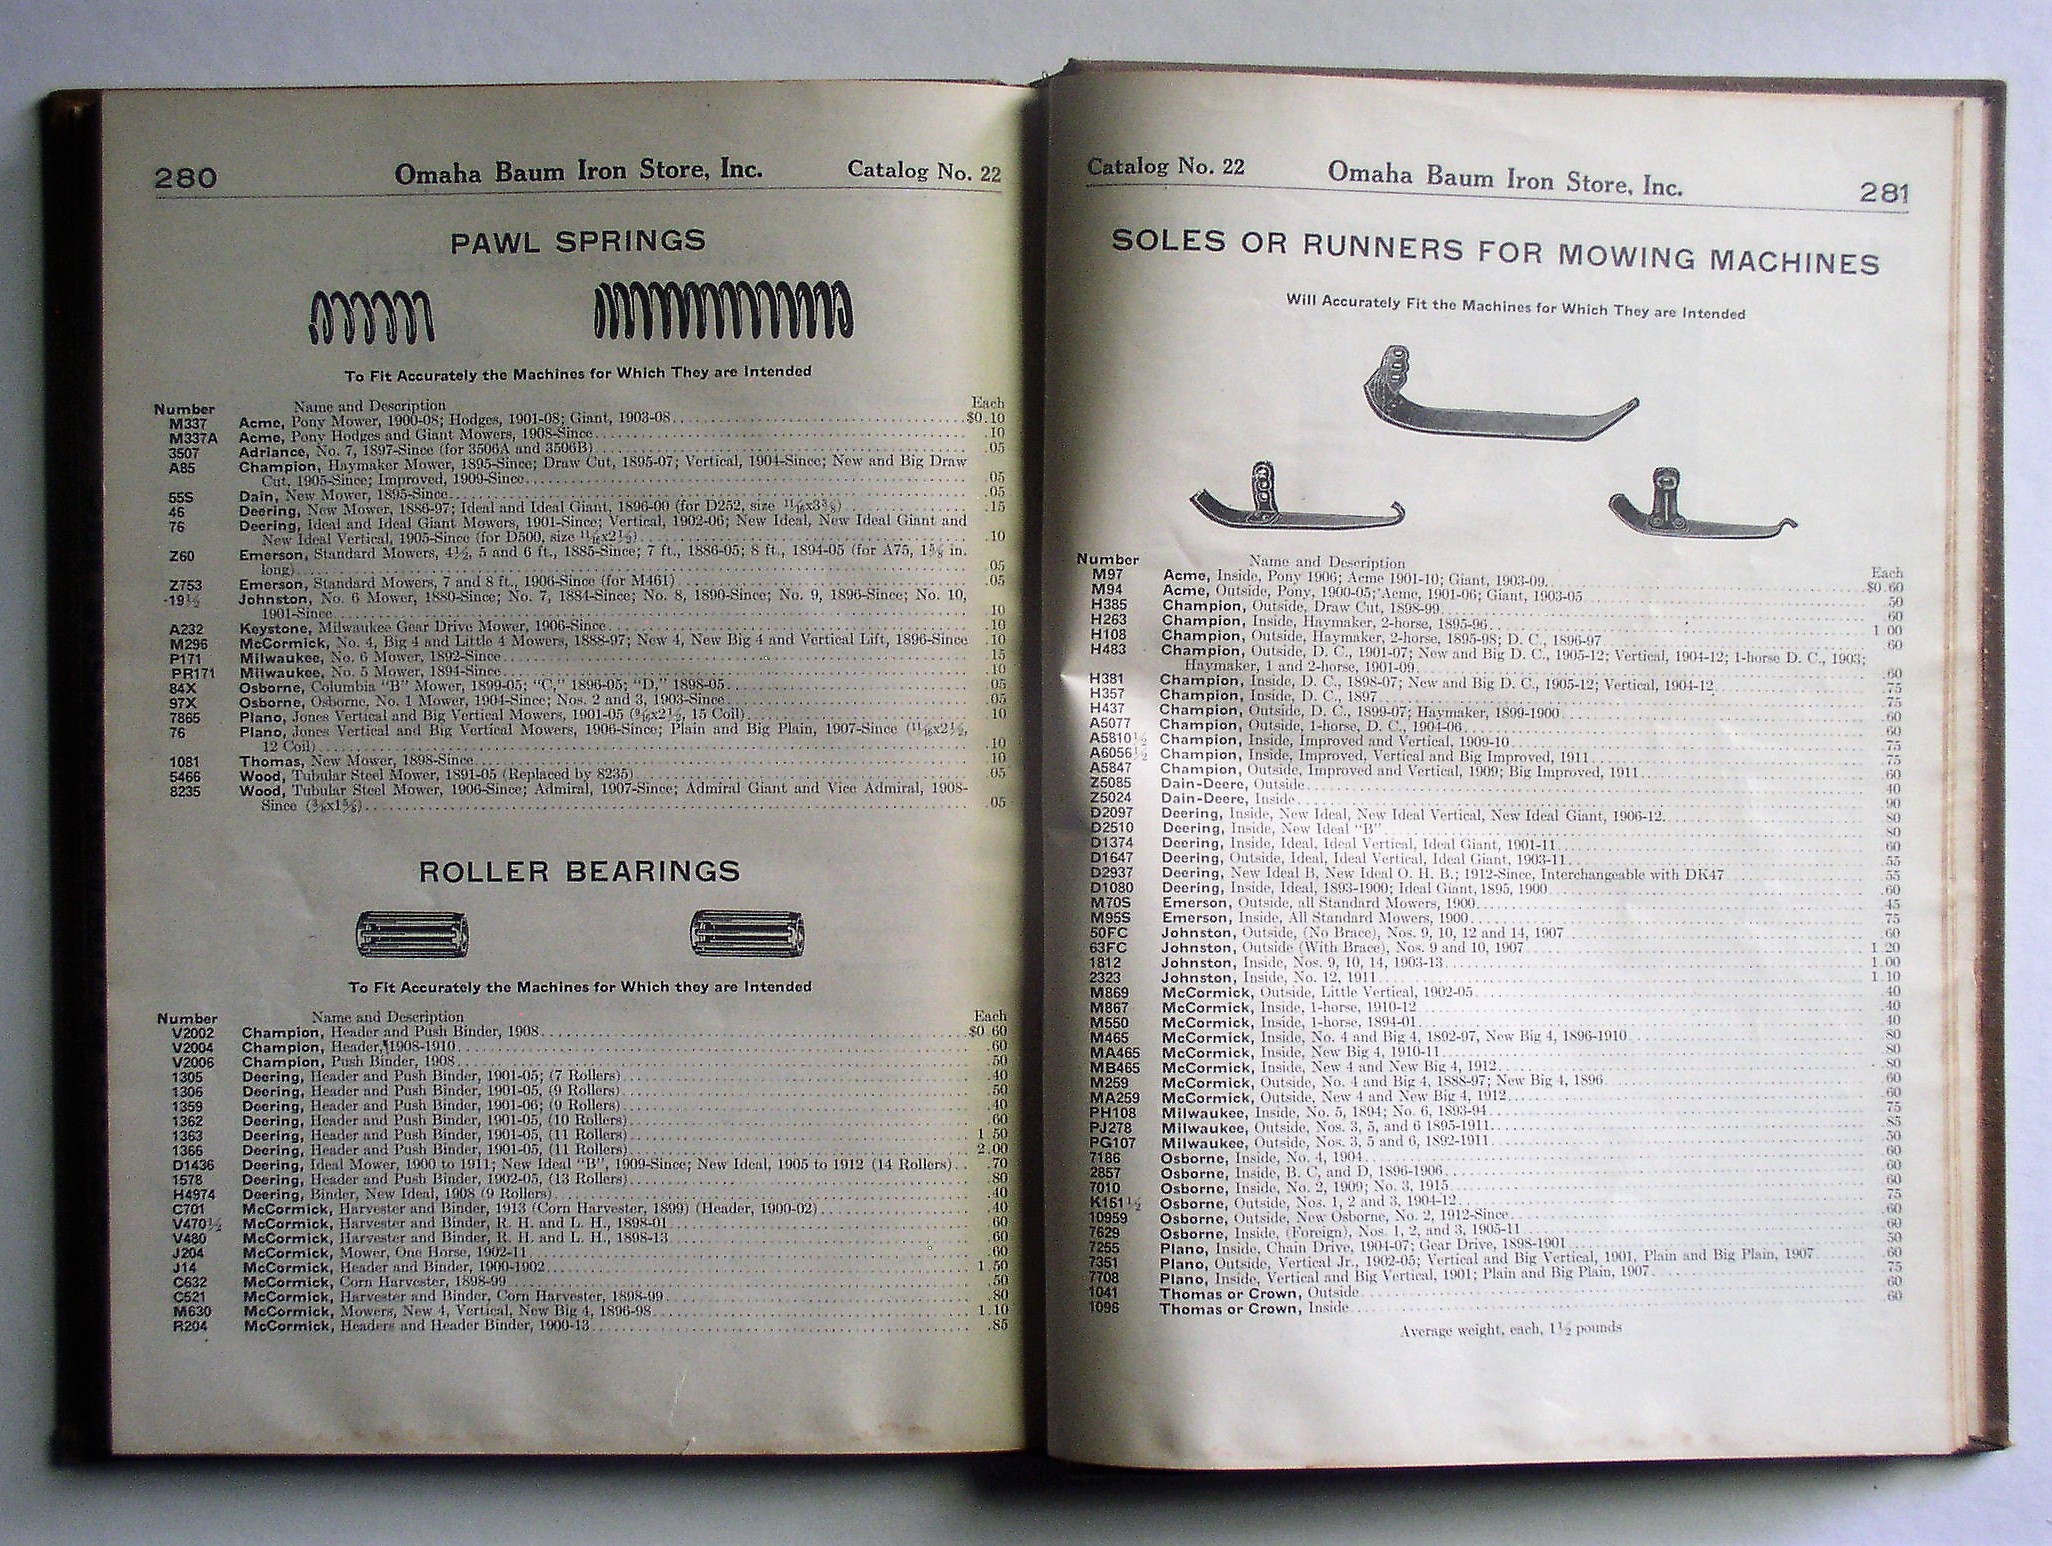 280 Omaha Baum Iron Store, Inc. Catalog No. 22
PAWL SPRINGS
To Fit Accurately the Machines for Which They are Intended
Number Name and Description Each
M337 Acme, Pony Mower, 1900-08; Hodges, 1901-08; Giant, 1903-08 $0.10
M337A Acme, Pony Hodges and Giant Mowers, 1908-Since .10
3507 Adriance, No. 7, 1897-Since (for 3506A and 3506B) .05
A85 Champion, Haymaker Mower, 1895-Since; Draw Cut, 1895-07; Vertical, 1904-Since; New and Big Draw
Cut, 1905-Since; Improved, 1909-Since .05
55S Dain, New Mower, 1895-Since .05
46 Deering, New Mower, 1886-97; Ideal and Ideal Giant, 1896-00 (for D252, size .15
76 Deering, Ideal and Ideal Giant Mowers, 1901-Since; Vertical, 1902-06; New Ideal, New Ideal Giant and
New Ideal Vertical, 1905-Since (for D500, size 11/16x2½) .10
Z60 Emerson, Standard Mowers, 4½, 5 and 6 ft., 1885-Since; 7 ft., 1886-05; 8 ft., 1894-05 (for A75, in.
long) .05
Z753 Emerson, Standard Mowers, 7 and 8 ft., 1906-Since (for M461) .05
19½ Johnston, No. 6 Mower, 1880-Since; No. 7, 1884-Since; No. 8, 1890-Since; No. 9, 1896-Since; No. 10,
1901-Since .10
A232 Keystone, Milwaukee Gear Drive Mower, 1906-Since .10
M296 McCormick, No. 4, Big 4 and Little 4 Mowers, 1888-97; New 4, New Big 4 and Vertical Lift, 1896-Since .10
P171 Milwaukee, No. 6 Mower, 1892-Since .15
PR171 Milwaukee, No. 5 Mower, 1894-Since .10
84X Osborne, Columbia "B" Mower, 1899-05; "C," 1896-05; "D," 1898-05 .05
97X Osborne, Osborne, No. 1 Mower, 1904-Since; Nos. 2 and 3, 1903-Since .05
7865 Plano, Jones Vertical and Big Vertical Mowers, 1901-05 (9/16x2½, 15 Coil) .10
76 Plano, Jones Vertical and Big Vertical Mowers, 1906-Since; Plain and Big Plain, 1907-Since (11/16x2½,
12 Coil) .10
1081 Thomas, New Mower, 1898-Since .10
5466 Wood, Tubular Steel Mower, 1891-05 (Replaced by 8235) .05
8235 Wood, Tubular Steel Mower, 1906-Since; Admiral, 1907-Since; Admiral Giant and Vice Admiral, 1908-
Since .05
ROLLER BEARINGS
To Fit Accurately the Machines for Which they are Intended
Number Name and Description Each
V2002 Champion, Header and Push Binder, 1908 $0.60
V2004 Champion, Header, 1908-1910 .60
V2006 Champion, Push Binder, 1908 .50
1305 Deering, Header and Push Binder, 1901-05; (7 Rollers) .40
1306 Deering, Header and Push Binder, 1901-05, (9 Rollers) .50
1359 Deering, Header and Push Binder, 1901-06; (9 Rollers) .40
1362 Deering, Header and Push Binder, 1901-05, (10 Rollers) .60
1363 Deering, Header and Push Binder, 1901-05, (11 Rollers) 1.50
1366 Deering, Header and Push Binder, 1901-05, (11 Rollers) 2.00
D1436 Deering, Ideal Mower, 1900 to 1911; New Ideal "B", 1909-Since; New Ideal, 1905 to 1912 (14 Rollers) .70
1578 Deering, Header and Push Binder, 1902-05, (13 Rollers) .80
H4974 Deering, Binder, New Ideal, 1908 (9 Rollers) .40
C701 McCormick, Harvester and Binder, 1913 (Corn Harvester, 1899) (Header, 1900-02) .40
V470½ McCormick, Harvester and Binder, R. H. and L. H., 1898-01 .60
V480 McCormick, Harvester and Binder, R. H. and L. H., 1898-13 .60
J204 McCormick, Mower, One Horse, 1902-11 .60
J14 McCormick, Header and Binder, 1900-1902 1.50
C632 McCormick, Corn Harvester, 1898-99 .50
C521 McCormick, Harvester and Binder, Corn Harvester, 1898-99 .80
M630 McCormick, Mowers, New 4, Vertical, New Big 4, 1896-98 1.10
R204 McCormick, Headers and Header Binder, 1900-13 .85
Catalog No. 22 Omaha Baum Iron Store, Inc. 281
SOLES OR RUNNERS FOR MOWING MACHINES
Will Accurately Fit the Machines for Which They are Intended
Number Name and Description Each
M97 Acme, Inside, Pony 1906; Acme 1901-10; Giant, 1903-09 $0.60
M94 Acme, Outside, Pony, 1900-05; Acme, 1901-06; Giant, 1903-05 .50
H385 Champion, Outside, Draw Cut, 1898-99 .60
H263 Champion, Inside, Haymaker, 2-horse, 1895-96 1.00
H108 Champion, Outside, Haymaker, 2-horse, 1895-98; D. C., 1896-97 .60
H483 Champion, Outside, D. C., 1901-07; New and Big D. C., 1905-12; Vertical, 1904-12; 1-horse D. C., 1903;
Haymaker, 1 and 2-horse, 1901-09 .60
H381 Champion, Inside, D. C., 1898-07; New and Big D. C., 1905-12; Vertical, 1904-12 .75
H357 Champion, Inside, D. C., 1897 .75
H437 Champion, Outside, D. C., 1899-07; Haymaker, 1899-1900 .60
A5077 Champion, Outside, 1-horse, D. C., 1904-06 .60
A5810½ Champion, Inside, Improved and Vertical, 1909-10 .75
A6056½ Champion, Inside, Improved, Vertical and Big Improved, 1911 .75
A5847 Champion, Outside, Improved and Vertical, 1909; Big Improved, 1911 .60
Z5085 Dain-Deere, Outside .40
Z5024 Dain-Deere, Inside .90
D2097 Deering, Inside, New Ideal, New Ideal Vertical, New Ideal Giant, 1906-12 .80
D2510 Deering, Inside, New Ideal "B" .80
D1374 Deering, Inside, Ideal, Ideal Vertical, Ideal Giant, 1901-11 .60
D1647 Deering, Outside, Ideal, Ideal Vertical, Ideal Giant, 1903-11 .55
D2937 Deering, New Ideal B, New Ideal O. H. B.; 1912-Since, Interchangeable with DK47 .55
D1080 Deering, Inside, Ideal, 1893-1900; Ideal Giant, 1895, 1900 .60
M70S Emerson, Outside, all Standard Mowers, 1900 .45
M95S Emerson, Inside, All Standard Mowers, 1900 .75
50FC Johnston, Outside, (No Brace), Nos. 9, 10, 12 and 14, 1907 .60
63FC Johnston, Outside (With Brace), Nos. 9 and 10, 1907 1.20
1812 Johnston, Inside, Nos. 9, 10, 14, 1903-13 1.00
2323 Johnston, Inside, No. 12, 1911 1.10
M869 McCormick, Outside, Little Vertical, 1902-05 .40
M867 McCormick, Inside, 1-horse, 1910-12 .40
M550 McCormick, Inside, 1-horse, 1894-01 .40
M465 McCormick, Inside, No. 4 and Big 4, 1892-97, New Big 4, 1896-1910 .80
MA465 McCormick, Inside, New Big 4, 1910-11 .80
MB465 McCormick, Inside, New 4 and New Big 4, 1912 .80
M259 McCormick, Outside, No. 4 and Big 4, 1888-97; New Big 4, 1896 .60
MA259 McCormick, Outside, New 4 and New Big 4, 1912 .60
PH108 Milwaukee, Inside, No. 5, 1894; No. 6, 1893-94 .75
PJ278 Milwaukee, Outside, Nos. 3, 5, and 6 1895-1911 .85
PG107 Milwaukee, Outside, Nos. 3, 5 and 6, 1892-1911 .50
7186 Osborne, Inside, No. 4, 1904 .60
2857 Osborne, Inside, B. C, and D, 1896-1906 .60
7010 Osborne, Inside, No. 2, 1909; No. 3, 1915 .60
K161½ Osborne, Outside, Nos. 1, 2 and 3, 1904-12 .75
10959 Osborne, Outside, New Osborne, No. 2, 1912-Since .60
7629 Osborne, Inside, (Foreign), Nos. 1, 2, and 3, 1905-11 .60
7255 Plano, Inside, Chain Drive, 1904-07; Gear Drive, 1898-1901 .50
7351 Plano, Outside, Vertical Jr., 1902-05; Vertical and Big Vertical, 1901, Plain and Big Plain, 1907 .60
7708 Plano, Inside, Vertical and Big Vertical, 1901; Plain and Big Plain, 1907 .75
1041 Thomas or Crown, Outside .60
1096 Thomas or Crown, Inside .60
Average weight, each, 1½ pounds